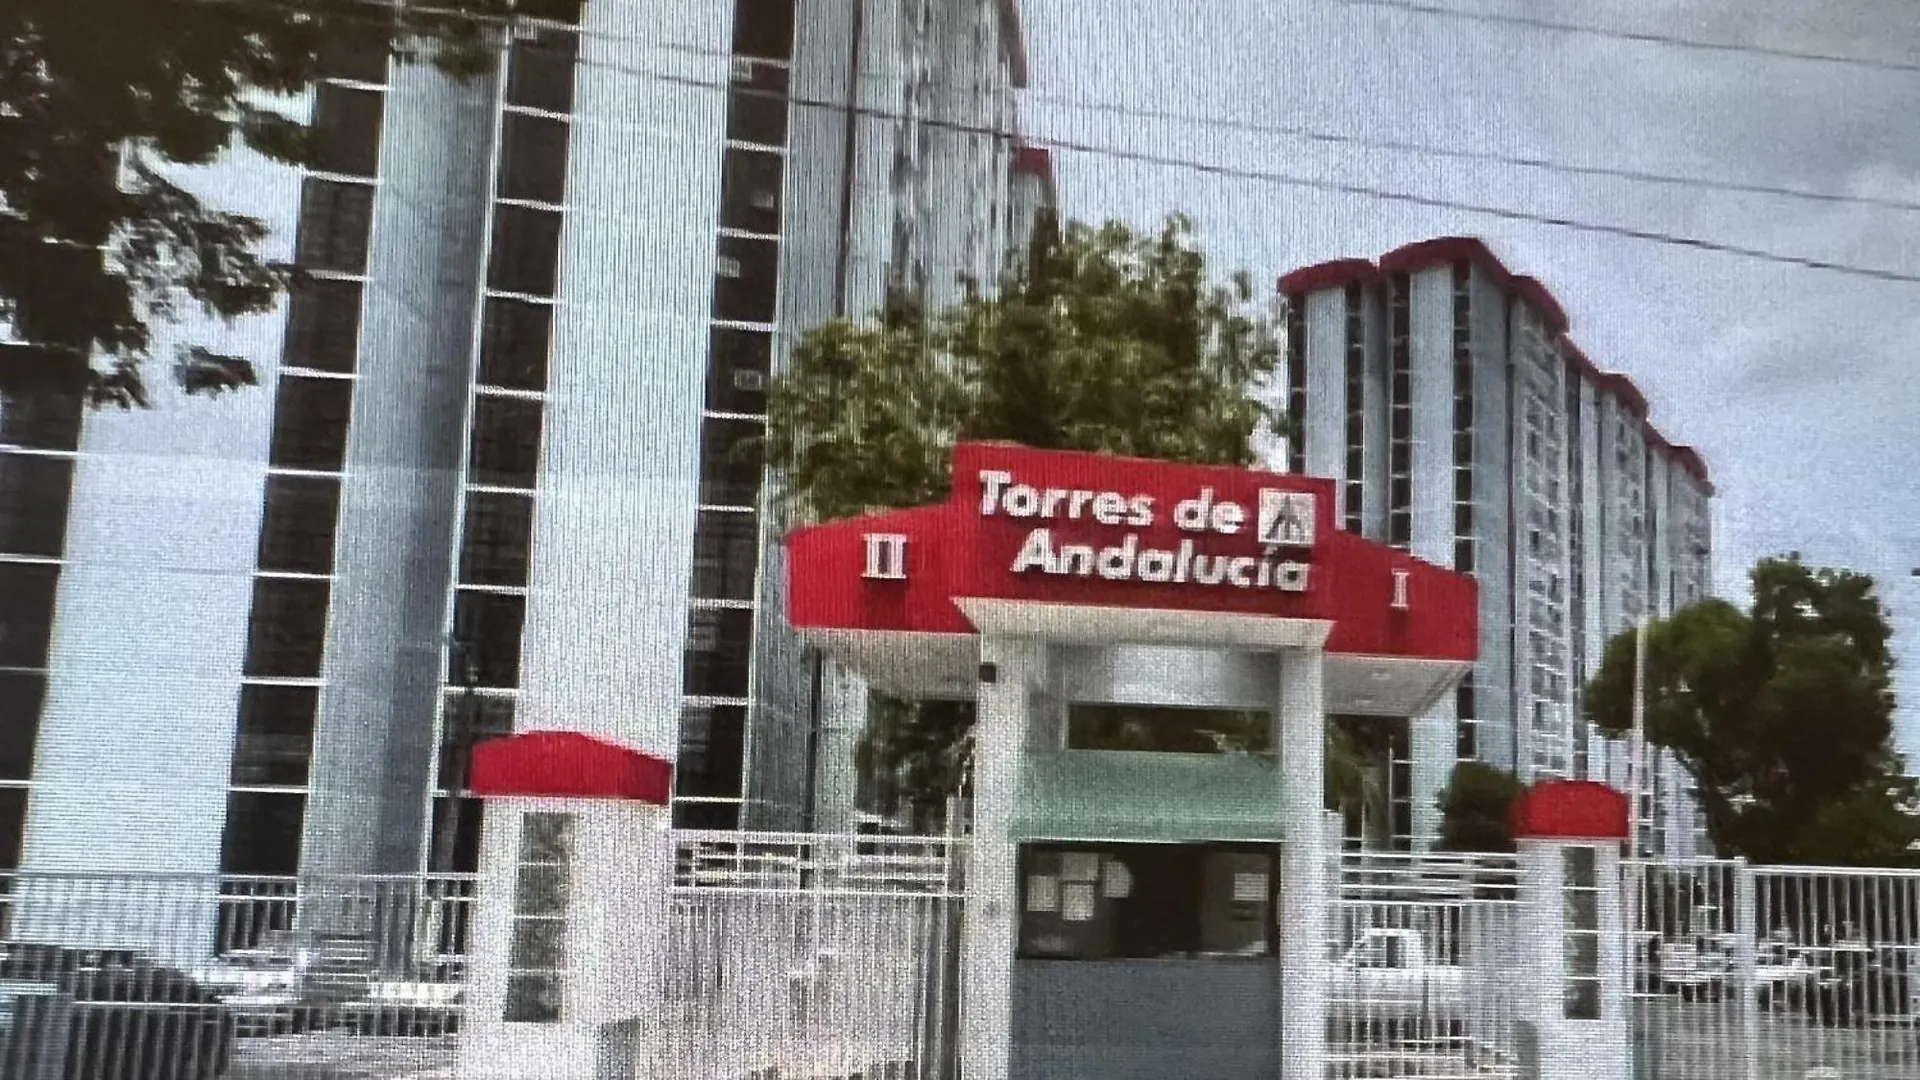 Torres de
Andalucía
II
I